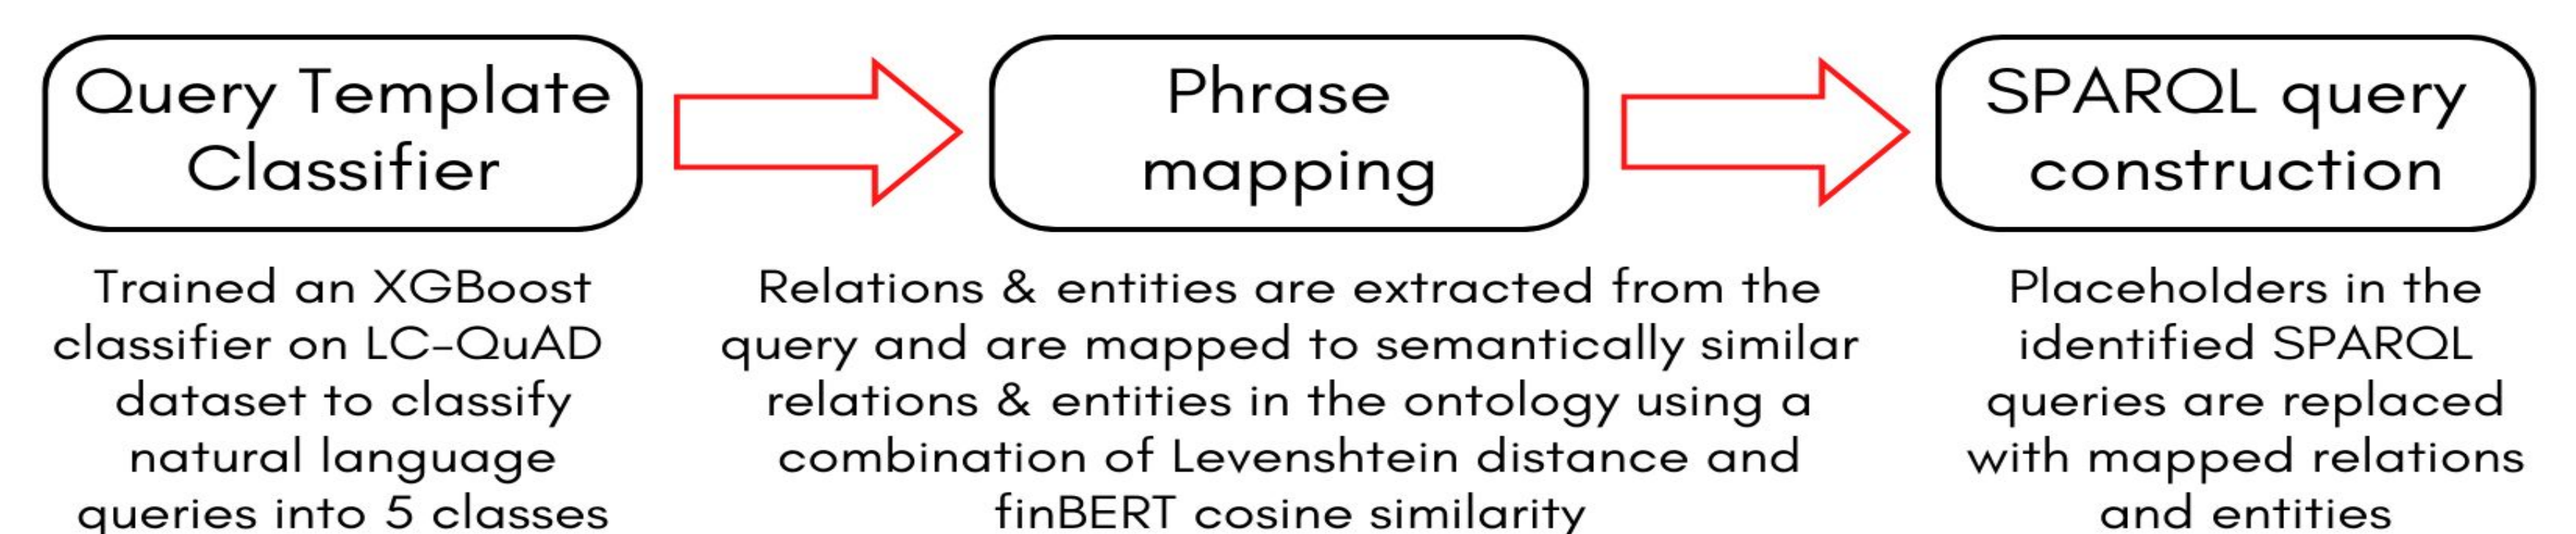 Query Template
Classifier
Phrase
mapping
SPARQL query
construction
Trained an XGBoost
classifier on LC-QuAD
dataset to classify
natural language
queries into 5 classes
Relations & entities are extracted from the
query and are mapped to semantically similar
relations & entities in the ontology using a
combination of Levenshtein distance and
finBERT cosine similarity
Placeholders in the
identified SPARQL
queries are replaced
with mapped relations
and entities